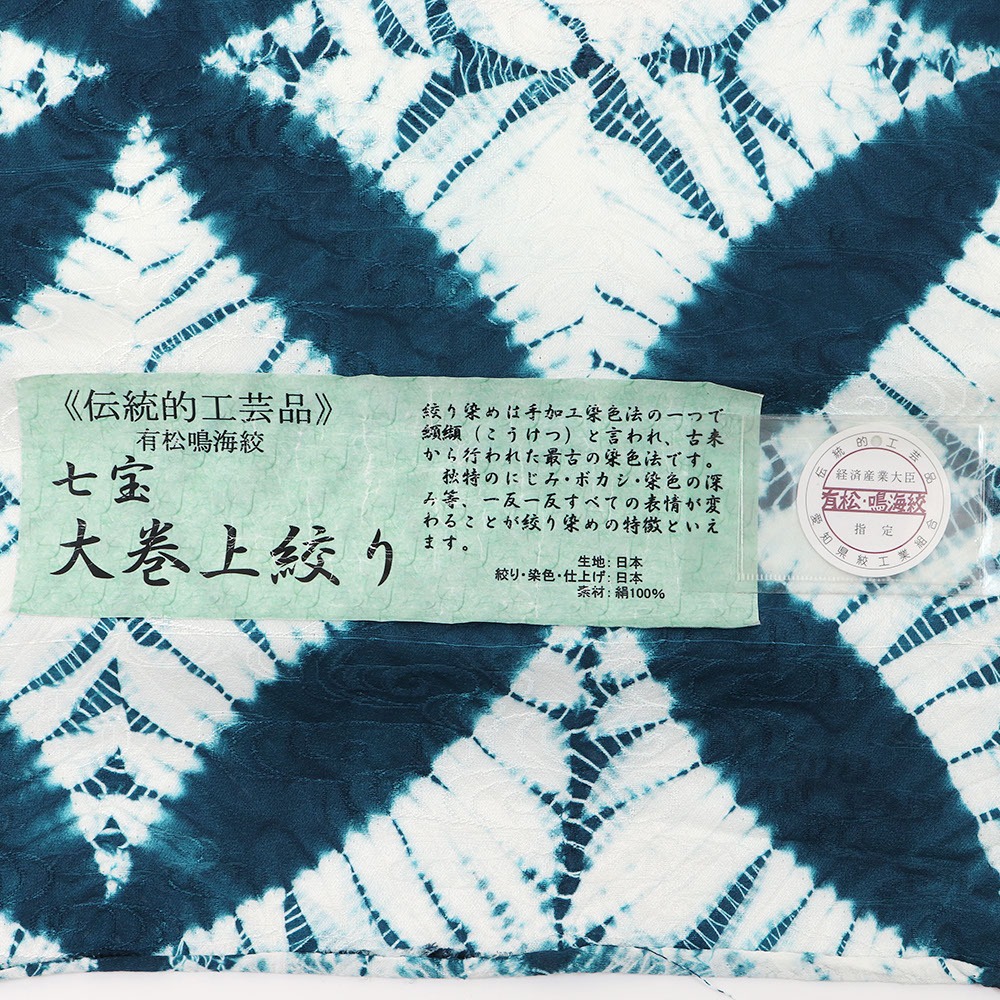 《伝統的工芸品》
有松鳴海絞
七宝
大巻上絞り
絞り染めは手加工染色法の一つで
纐纈（こうけつ）と言われ、古来
から行われた最古の染色法です。
独特のにじみ・ボカシ・染色の深
み等、一反一反すべての表情が変
わることが絞り染めの特徴といえ
ます。
生地：日本
絞り・染色・仕上げ：日本
素材：絹100％
伝統的工芸品
経済産業大臣
有松・鳴海絞
指定
愛知県絞工業組合